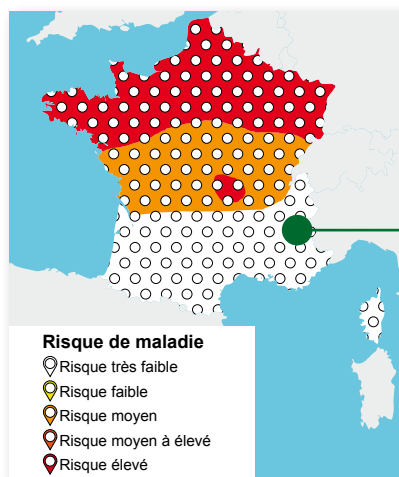 Risque de maladie
Risque très faible
Risque faible
Risque moyen
Risque moyen à élevé
Risque élevé